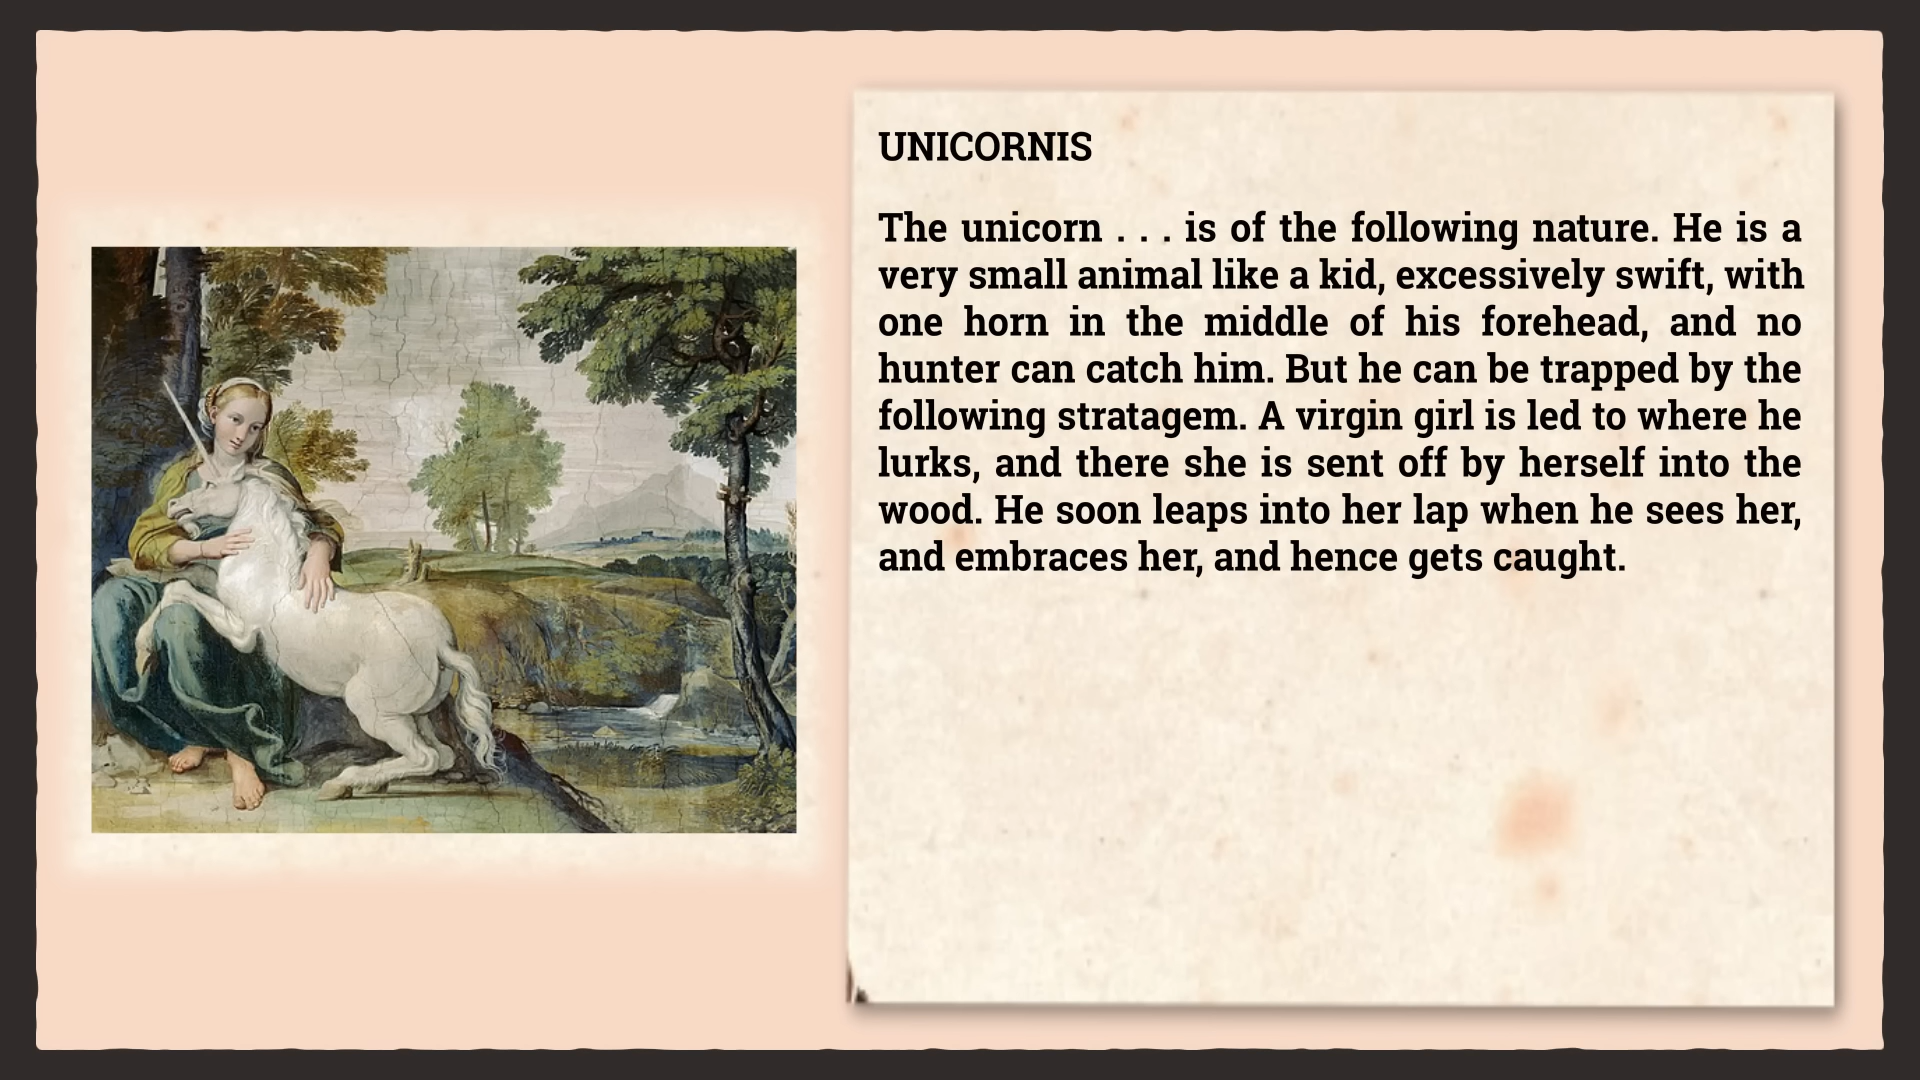 UNICORNIS
The unicorn . . . is of the following nature. He is a
very small animal like a kid, excessively swift, with
one horn in the middle of his forehead, and no
hunter can catch him. But he can be trapped by the
following stratagem. A virgin girl is led to where he
lurks, and there she is sent off by herself into the
wood. He soon leaps into her lap when he sees her,
and embraces her, and hence gets caught.